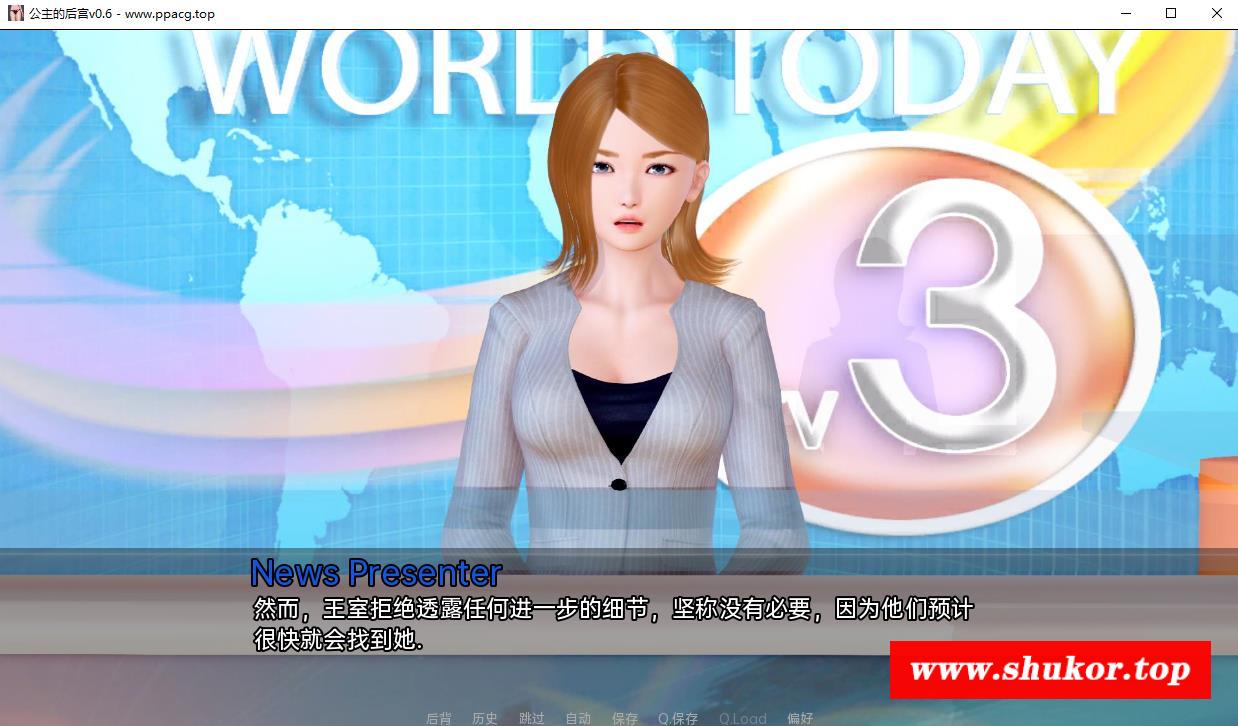 公主的后宫v0.6 - www.ppacg.top
WORLD TODAY
TV 3
News Presenter
然而，王室拒绝透露任何进一步的细节，坚称没有必要，因为他们预计
很快就会找到她.
www.shukor.top
后背 历史 跳过 自动 保存 Q.保存 Q.Load 偏好